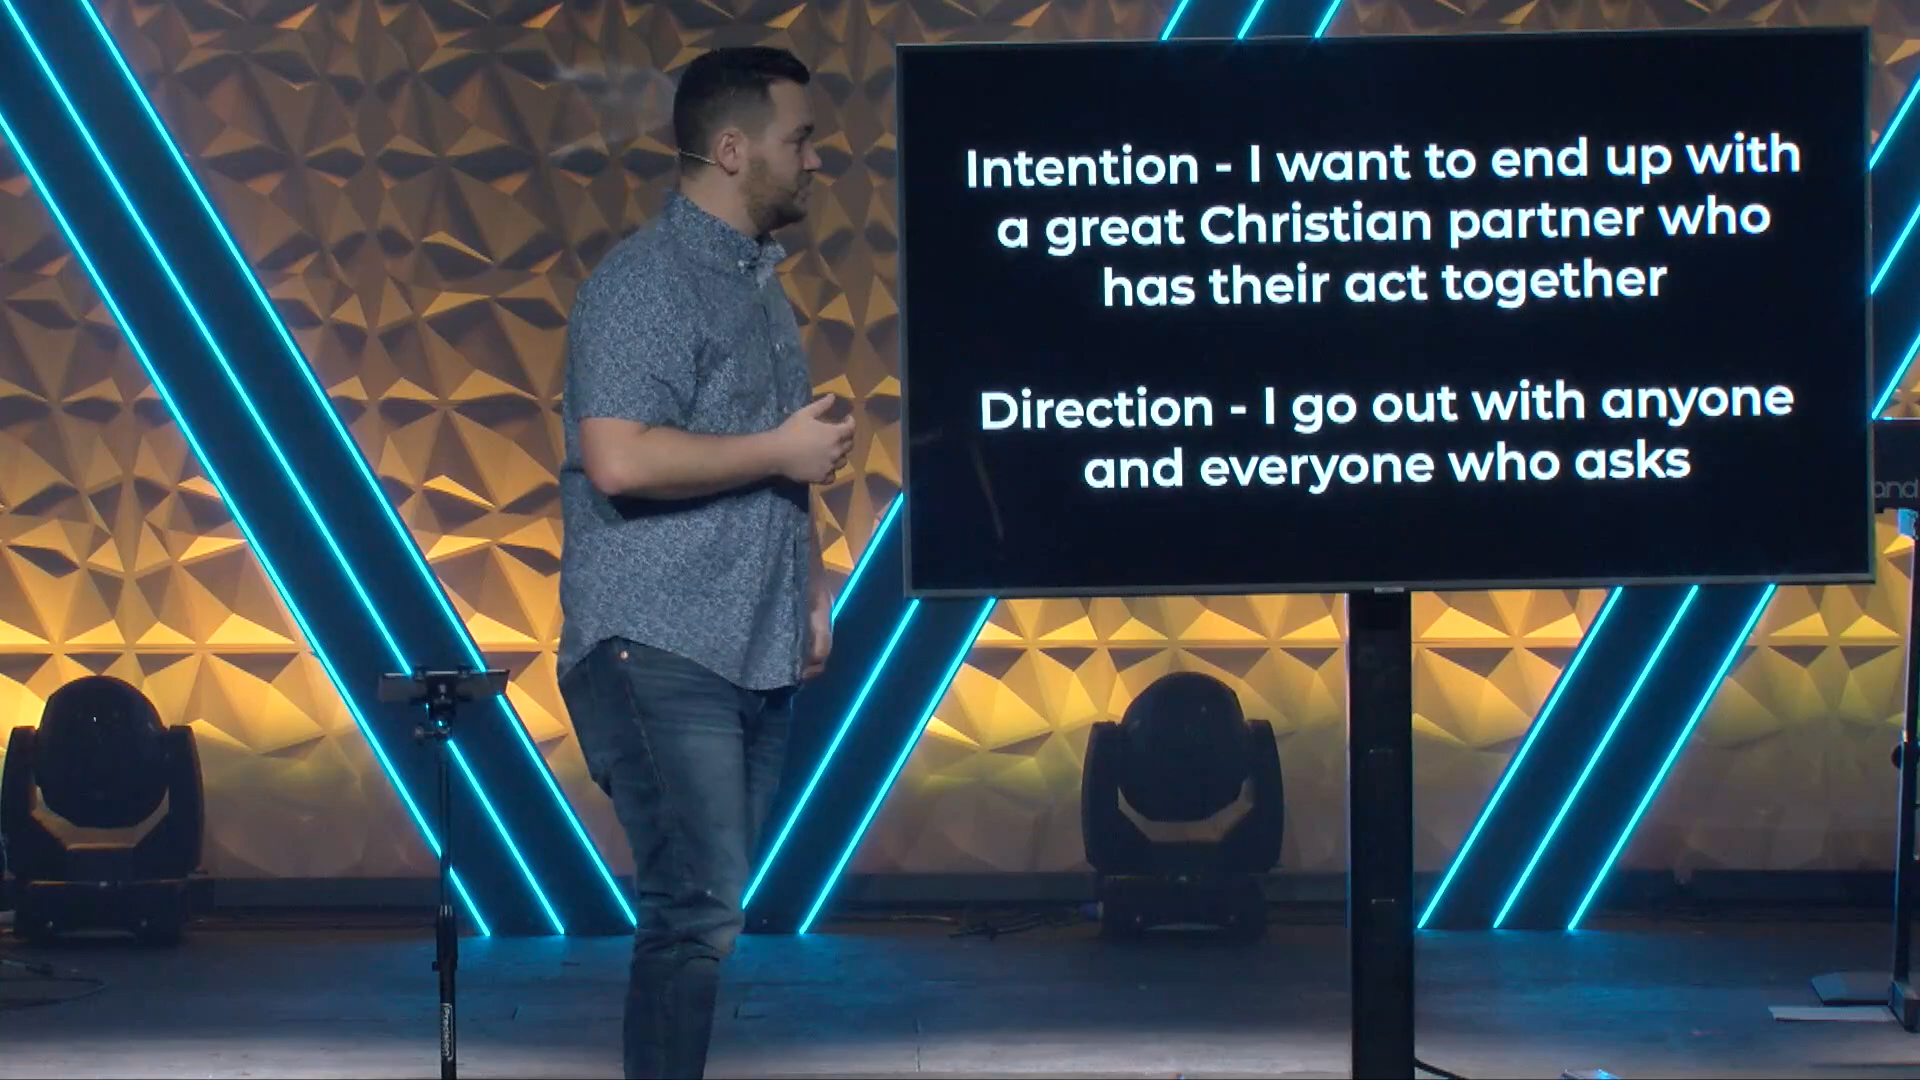 Intention - I want to end up with
a great Christian partner who
has their act together
Direction - I go out with anyone
and everyone who asks